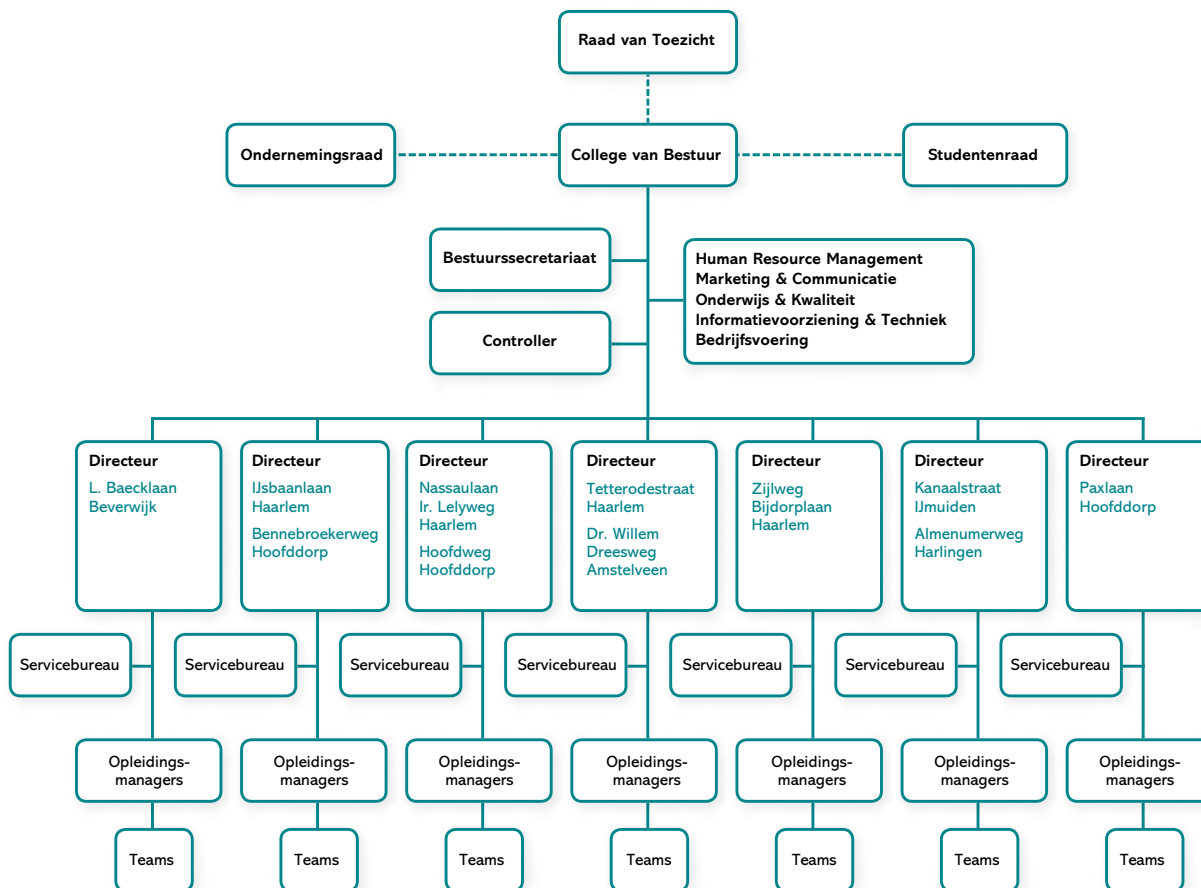 Raad van Toezicht
Ondernemingsraad
College van Bestuur
Studentenraad
Bestuurssecretariaat
Human Resource Management
Marketing & Communicatie
Onderwijs & Kwaliteit
Informatievoorziening & Techniek
Bedrijfsvoering
Controller
Directeur
L. Baecklaan
Beverwijk
Directeur
IJsbaanlaan
Haarlem
Bennebroekerweg
Hoofddorp
Directeur
Nassaulaan
Ir. Lelyweg
Haarlem
Hoofdweg
Hoofddorp
Directeur
Tetterodestraat
Haarlem
Dr. Willem
Dreesweg
Amstelveen
Directeur
Zijlweg
Bijdorplaan
Haarlem
Directeur
Kanaalstraat
IJmuiden
Almenumerweg
Harlingen
Directeur
Paxlaan
Hoofddorp
Servicebureau
Servicebureau
Servicebureau
Servicebureau
Servicebureau
Servicebureau
Servicebureau
Opleidings-
managers
Opleidings-
managers
Opleidings-
managers
Opleidings-
managers
Opleidings-
managers
Opleidings-
managers
Opleidings-
managers
Teams
Teams
Teams
Teams
Teams
Teams
Teams